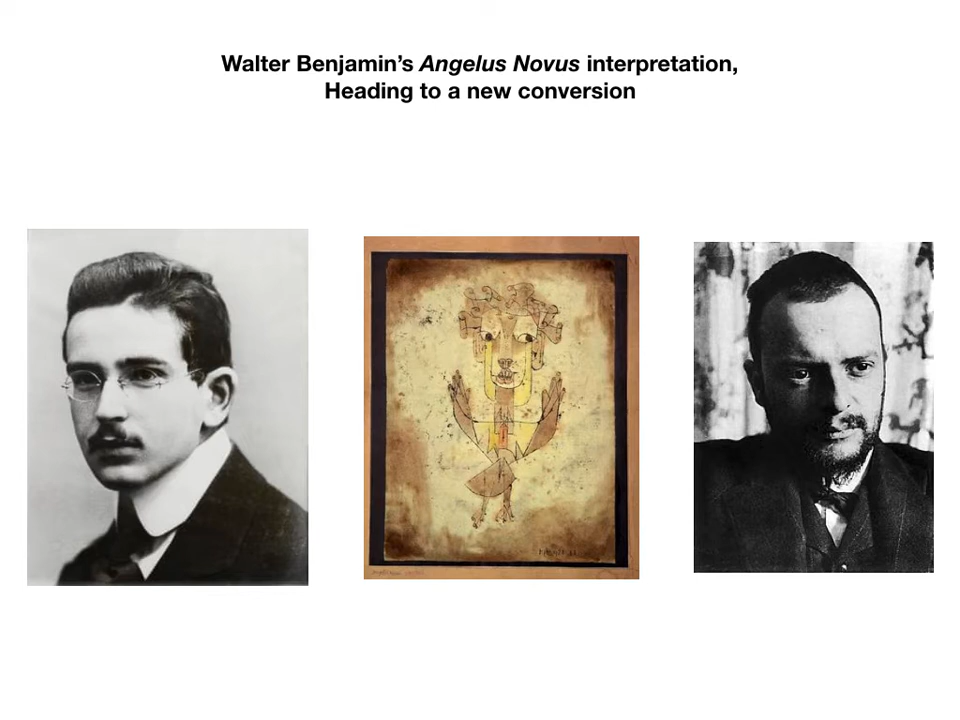 Walter Benjamin's Angelus Novus interpretation,
Heading to a new conversion